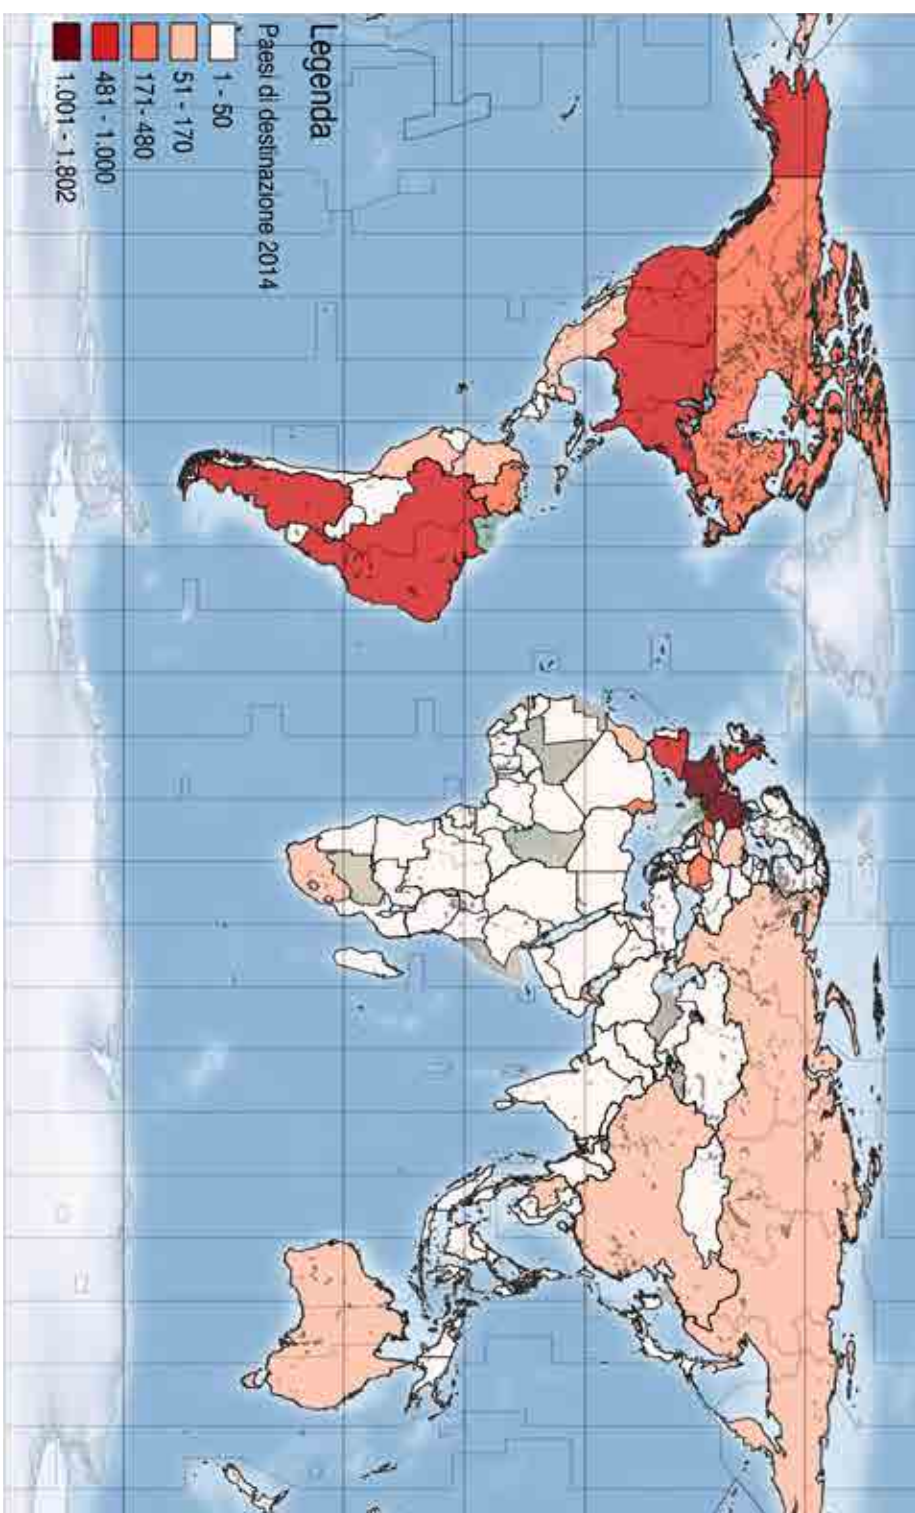 Legenda
Paesi di destinazione 2014
1 - 50
51 - 170
171 - 480
481 - 1.000
1.001 - 1.802